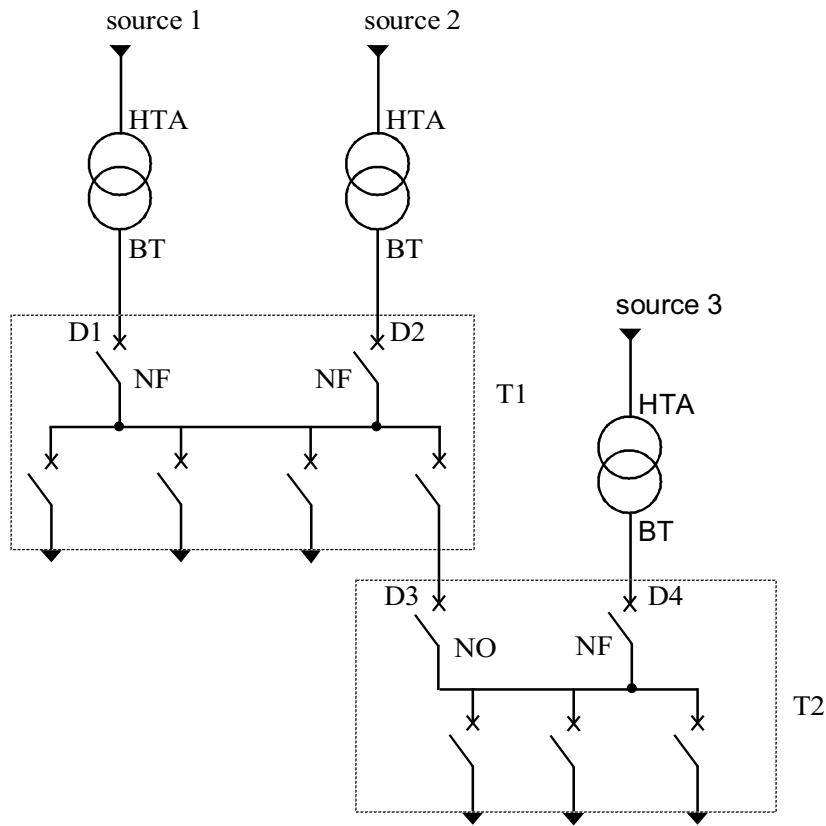 source 1
source 2
HTA
HTA
BT
BT
source 3
D1
D2
NF
NF
T1
HTA
BT
D3
D4
NO
NF
T2